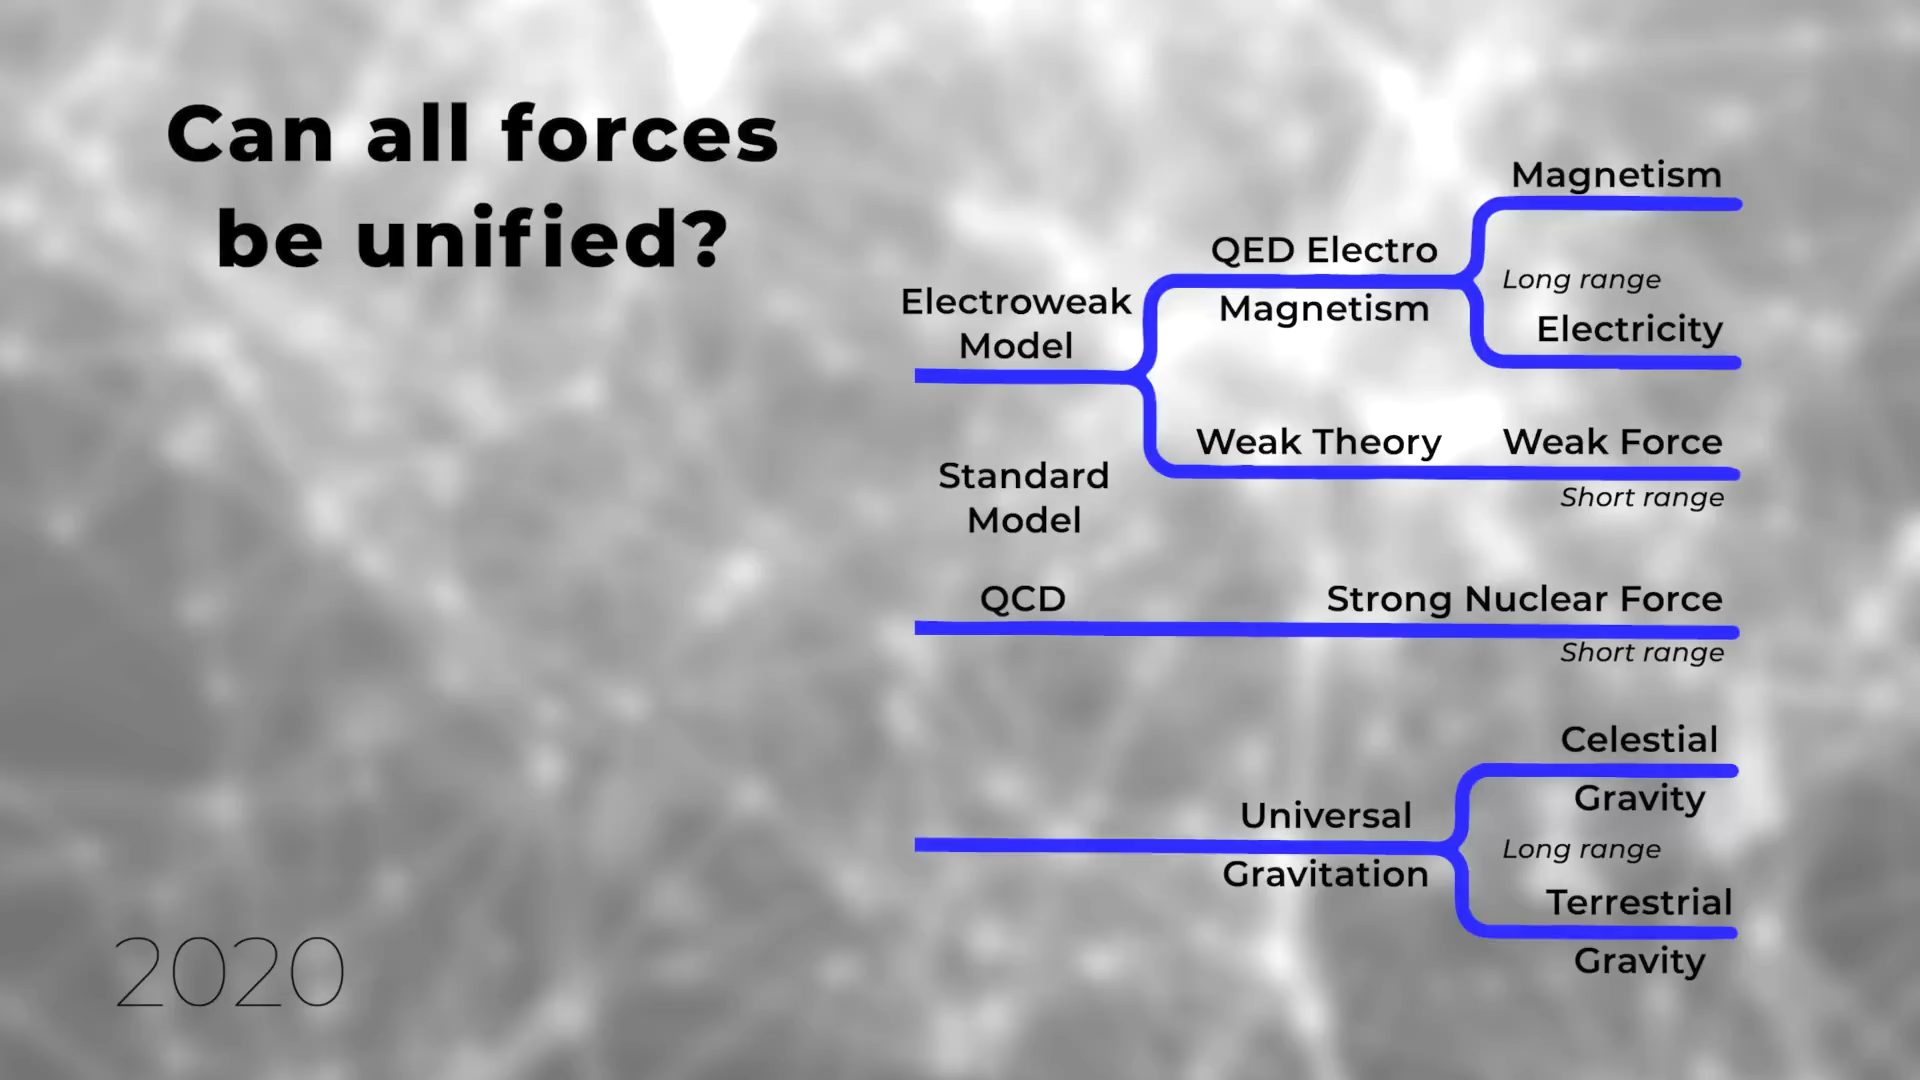 Can all forces
be unified?
Magnetism
QED Electro
Magnetism
Long range
Electricity
Electroweak
Model
Weak Theory
Weak Force
Short range
Standard
Model
QCD
Strong Nuclear Force
Short range
Celestial
Gravity
Universal
Gravitation
Long range
Terrestrial
Gravity
2020